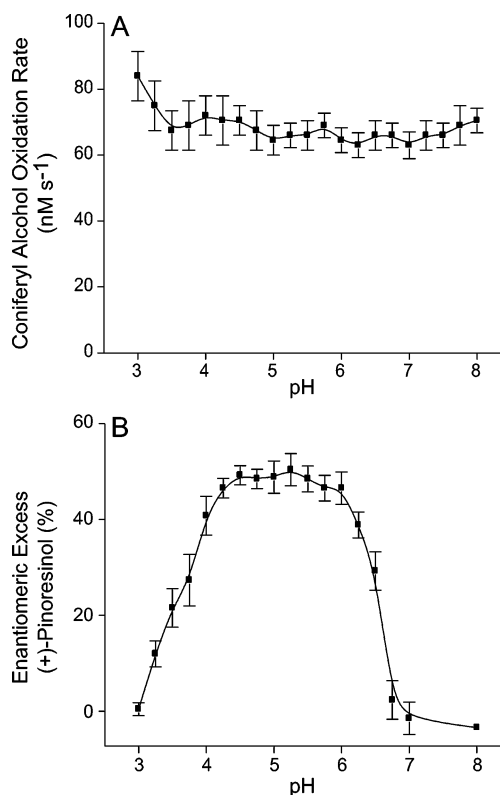 A
Coniferyl Alcohol Oxidation Rate
(nM s-1)
100
80
60
40
20
0
3 4 5 6 7 8
pH
B
Enantiomeric Excess
(+)-Pinoresinol (%)
60
40
20
0
3 4 5 6 7 8
pH